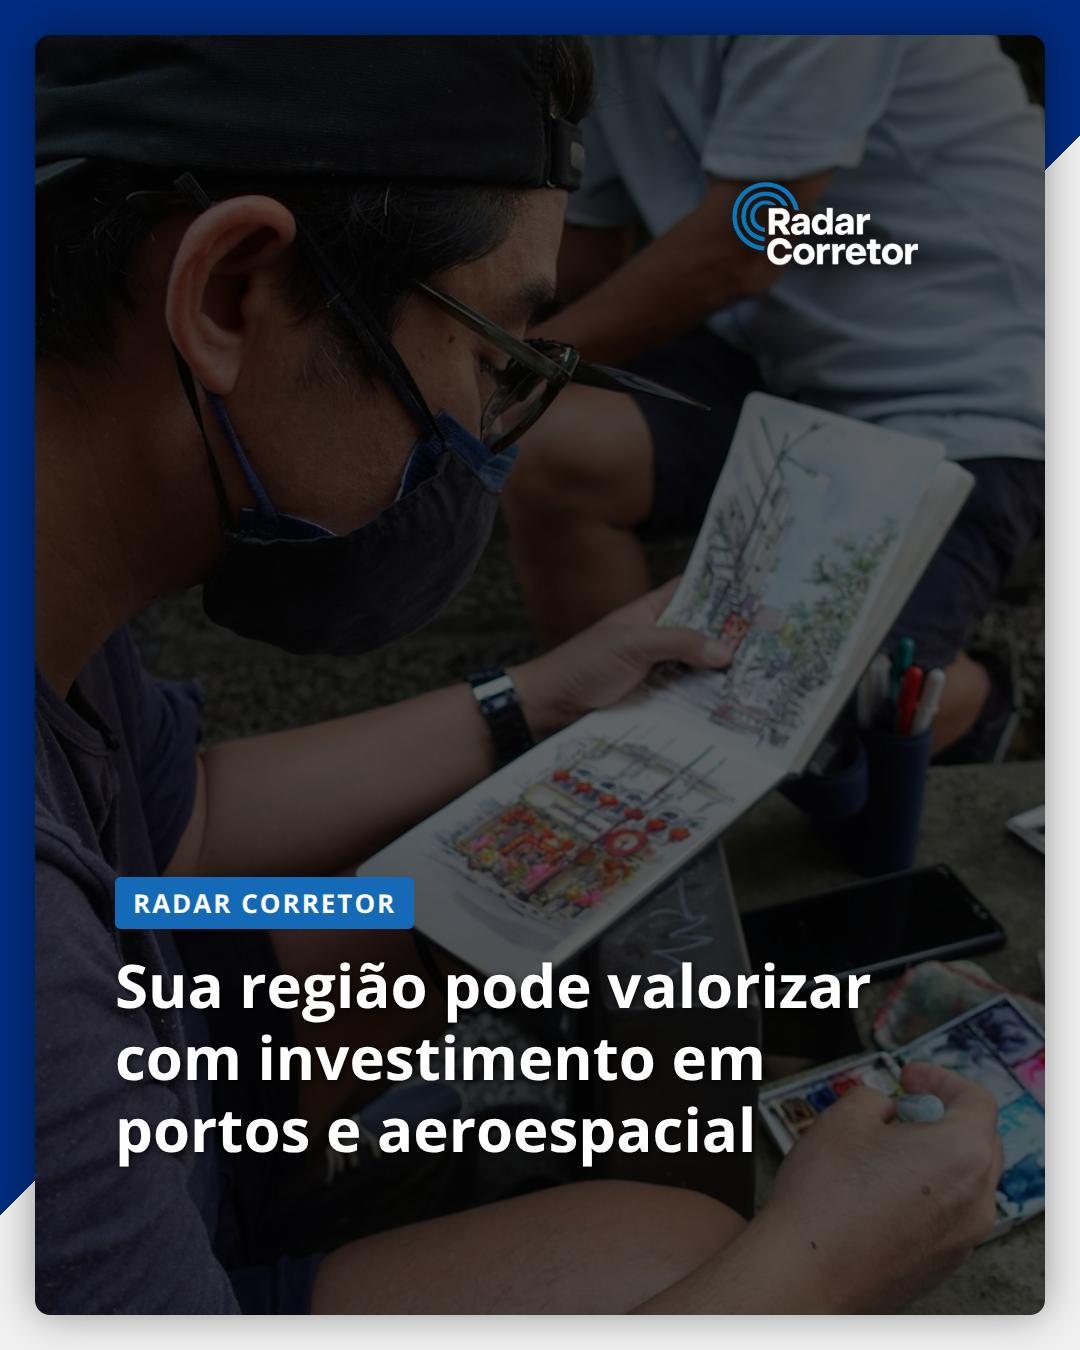 Radar
Corretor
RADAR CORRETOR
Sua região pode valorizar
com investimento em
portos e aeroespacial